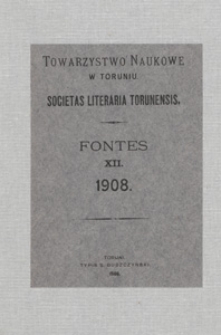 TOWARZYSTWO NAUKOWE
W TORUNIU.
SOCIETAS LITERARIA TORUNENSIS.
FONTES
XII.
1908.